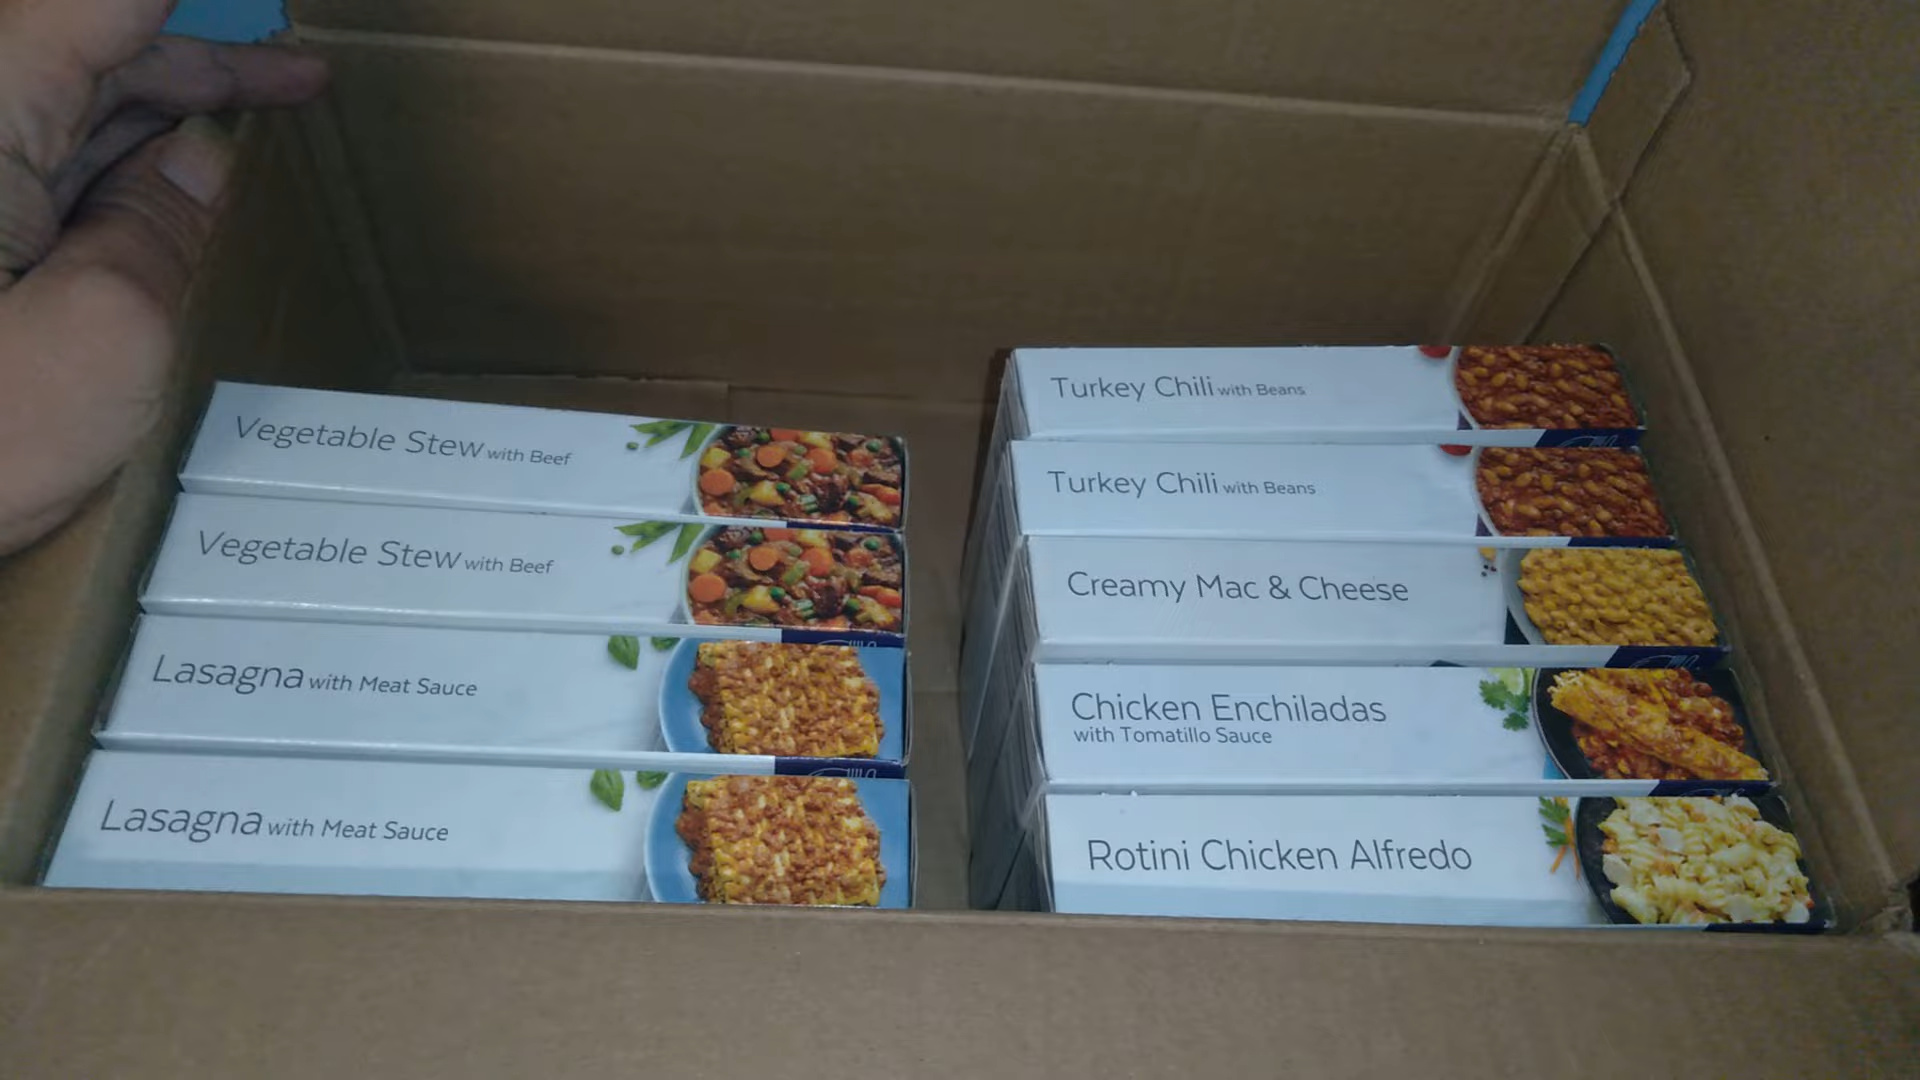 Vegetable Stew with Beef
Vegetable Stew with Beef
Lasagna with Meat Sauce
Lasagna with Meat Sauce
Turkey Chili with Beans
Turkey Chili with Beans
Creamy Mac & Cheese
Chicken Enchiladas
with Tomatillo Sauce
Rotini Chicken Alfredo